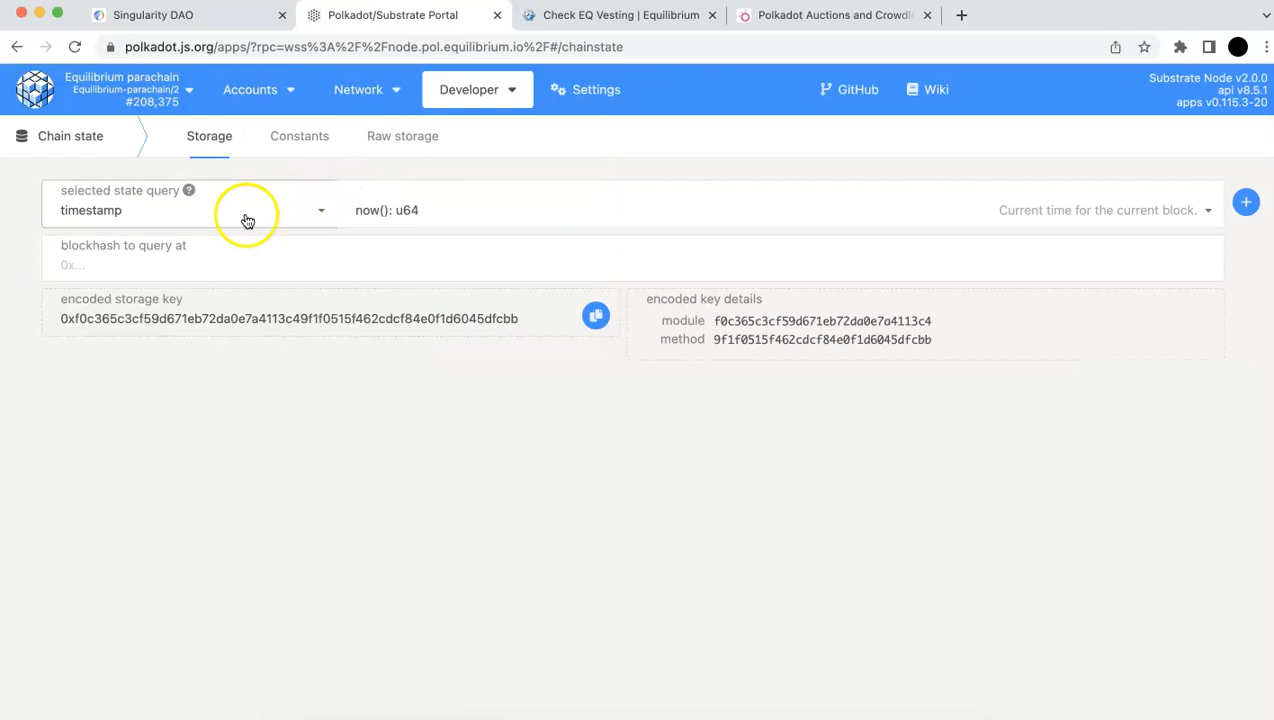 Singularity DAO
Polkadot/Substrate Portal
Check EQ Vesting | Equilibrium
Polkadot Auctions and Crowdl
polkadot.js.org/apps/?rpc=wss%3A%2F%2Fnode.pol.equilibrium.io%2F#/chainstate
Equilibrium parachain
Equilibrium-parachain/2
#208,375
Accounts
Network
Developer
Settings
GitHub
Wiki
Substrate Node v2.0.0
api v8.5.1
apps v0.115.3-20
Chain state
Storage
Constants
Raw storage
selected state query
timestamp
now(): u64
Current time for the current block.
blockhash to query at
0x...
encoded storage key
0xf0c365c3cf59d671eb72da0e7a4113c49f1f0515f462cdcf84e0f1d6045dfcbb
encoded key details
module f0c365c3cf59d671eb72da0e7a4113c4
method 9f1f0515f462cdcf84e0f1d6045dfcbb